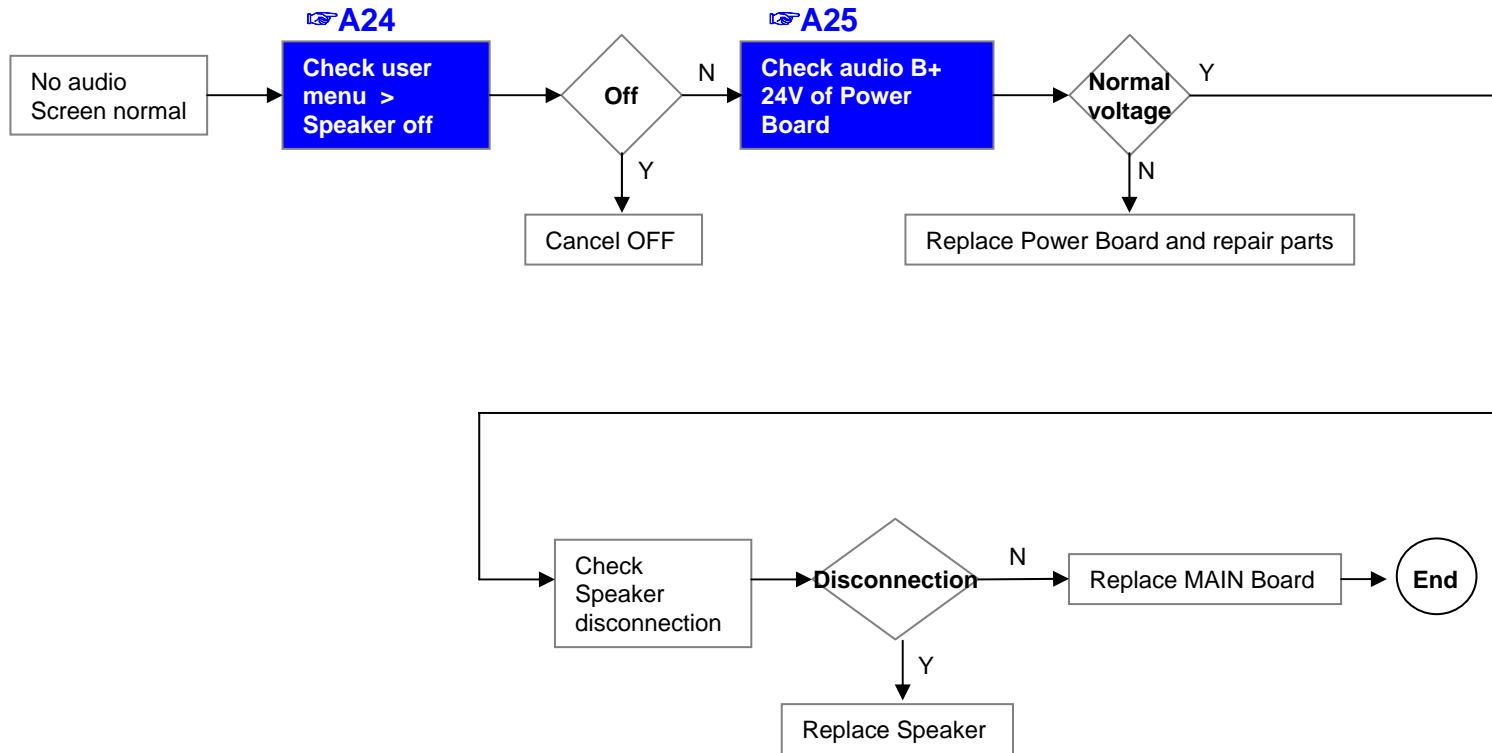 ☞A24
☞A25
No audio
Screen normal
Check user
menu >
Speaker off
Off
N
Check audio B+
24V of Power
Board
Normal
voltage
Y
Y
N
Cancel OFF
Replace Power Board and repair parts
Check
Speaker
disconnection
Disconnection
N
Replace MAIN Board
End
Y
Replace Speaker